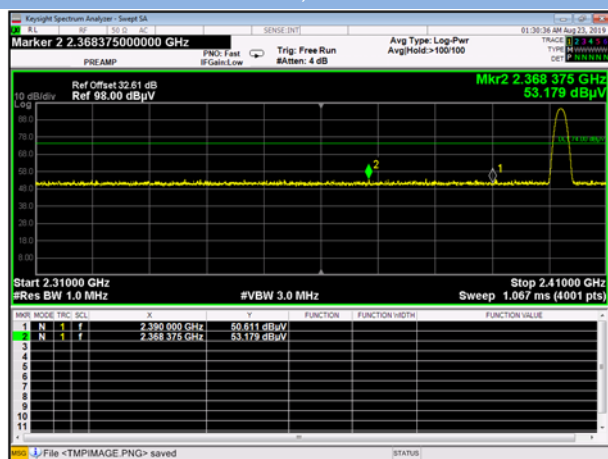 Keysight Spectrum Analyzer - Swept SA
RL RF 50 Ω AC SENSE:INT 01:30:36 AM Aug 23, 2019
Marker 2 2.368375000000 GHz
PREAMP
PNO: Fast
IFGain:Low
Trig: Free Run
#Atten: 4 dB
Avg Type: Log-Pwr
Avg|Hold:>100/100
TRACE 1 2 3 4 5 6
TYPE M
DET P N N N N N
Ref Offset 32.61 dB
10 dB/div Ref 98.00 dBµV
Mkr2 2.368 375 GHz
53.179 dBµV
Log
88.0
78.0
68.0
58.0
48.0
38.0
28.0
18.0
8.00
2
1
Start 2.31000 GHz Stop 2.41000 GHz
#Res BW 1.0 MHz #VBW 3.0 MHz Sweep 1.067 ms (4001 pts)
MKR MODE TRC SCL X Y FUNCTION FUNCTION WIDTH FUNCTION VALUE
1 N 1 f 2.390 000 GHz 50.611 dBµV
2 N 1 f 2.368 375 GHz 53.179 dBµV
3
4
5
6
7
8
9
10
11
MSG File <TMPIMAGE.PNG> saved STATUS